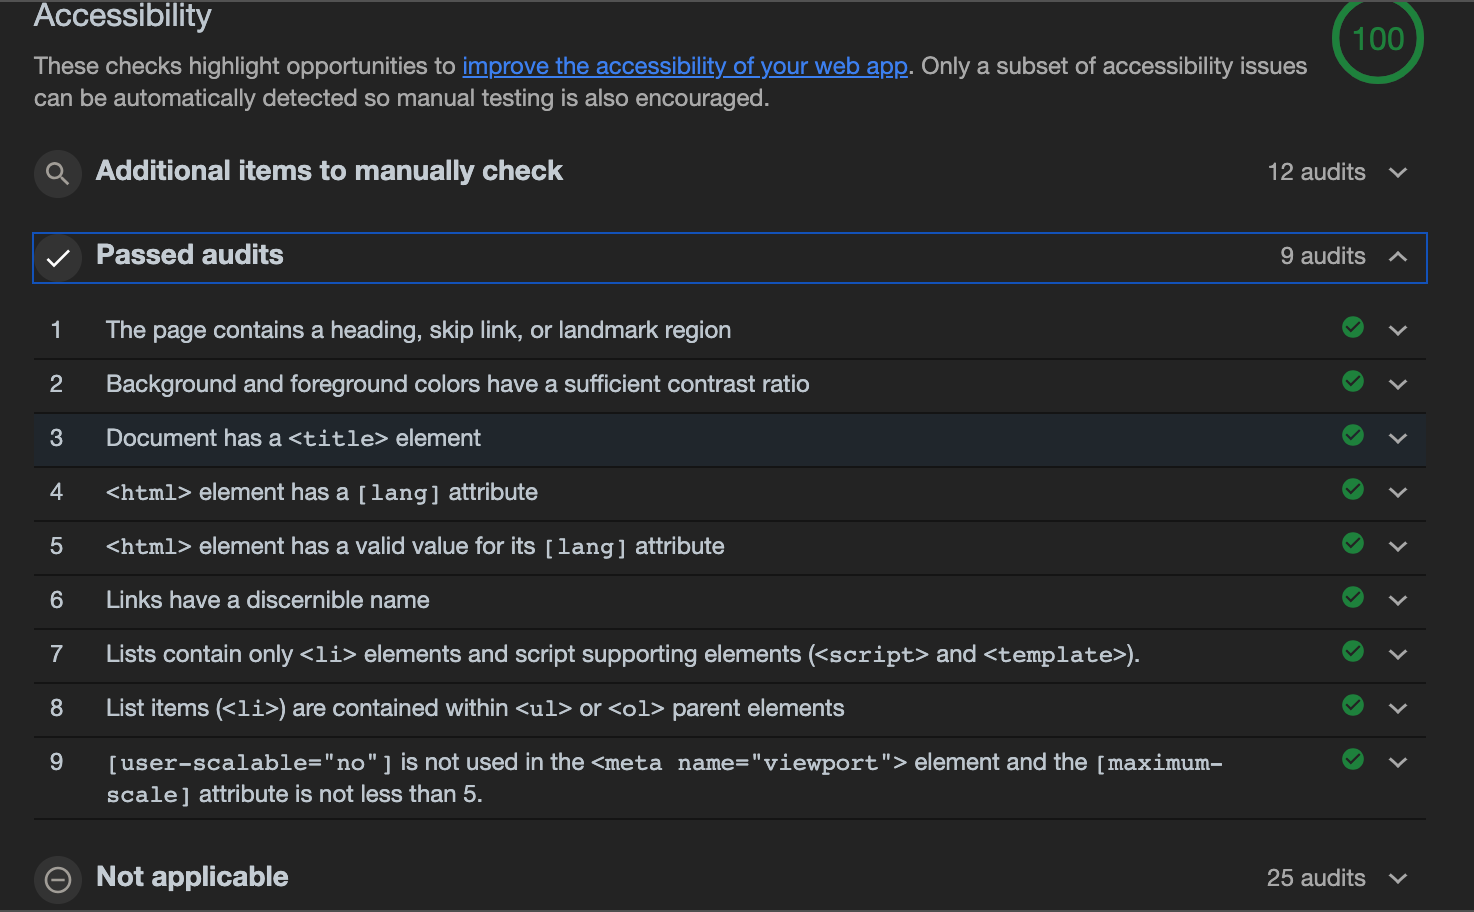 Accessibility
100
These checks highlight opportunities to improve the accessibility of your web app. Only a subset of accessibility issues
can be automatically detected so manual testing is also encouraged.
Additional items to manually check 12 audits
Passed audits 9 audits
1 The page contains a heading, skip link, or landmark region
2 Background and foreground colors have a sufficient contrast ratio
3 Document has a <title> element
4 <html> element has a [lang] attribute
5 <html> element has a valid value for its [lang] attribute
6 Links have a discernible name
7 Lists contain only <li> elements and script supporting elements (<script> and <template>).
8 List items (<li>) are contained within <ul> or <ol> parent elements
9 [user-scalable="no"] is not used in the <meta name="viewport"> element and the [maximum-
scale] attribute is not less than 5.
Not applicable 25 audits